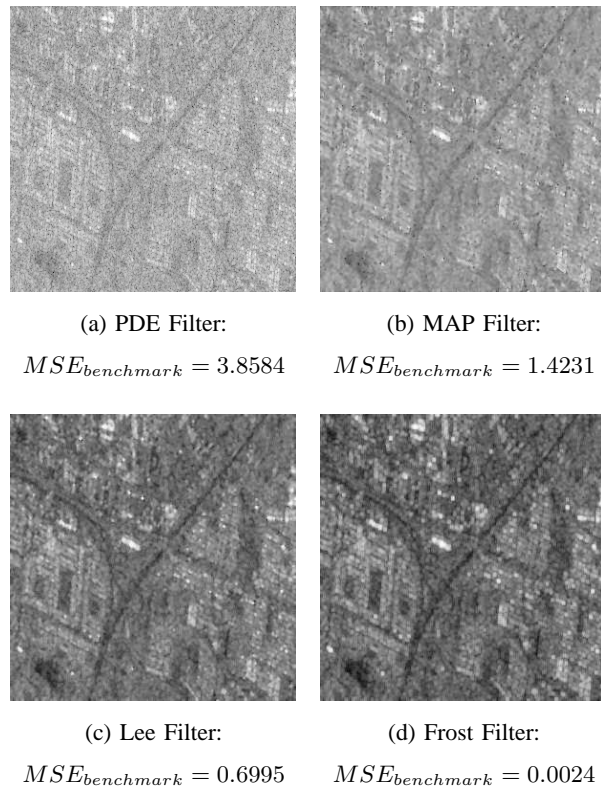 (a) PDE Filter:
(b) MAP Filter:
MSE_{benchmark} = 3.8584
MSE_{benchmark} = 1.4231
(c) Lee Filter:
(d) Frost Filter:
MSE_{benchmark} = 0.6995
MSE_{benchmark} = 0.0024